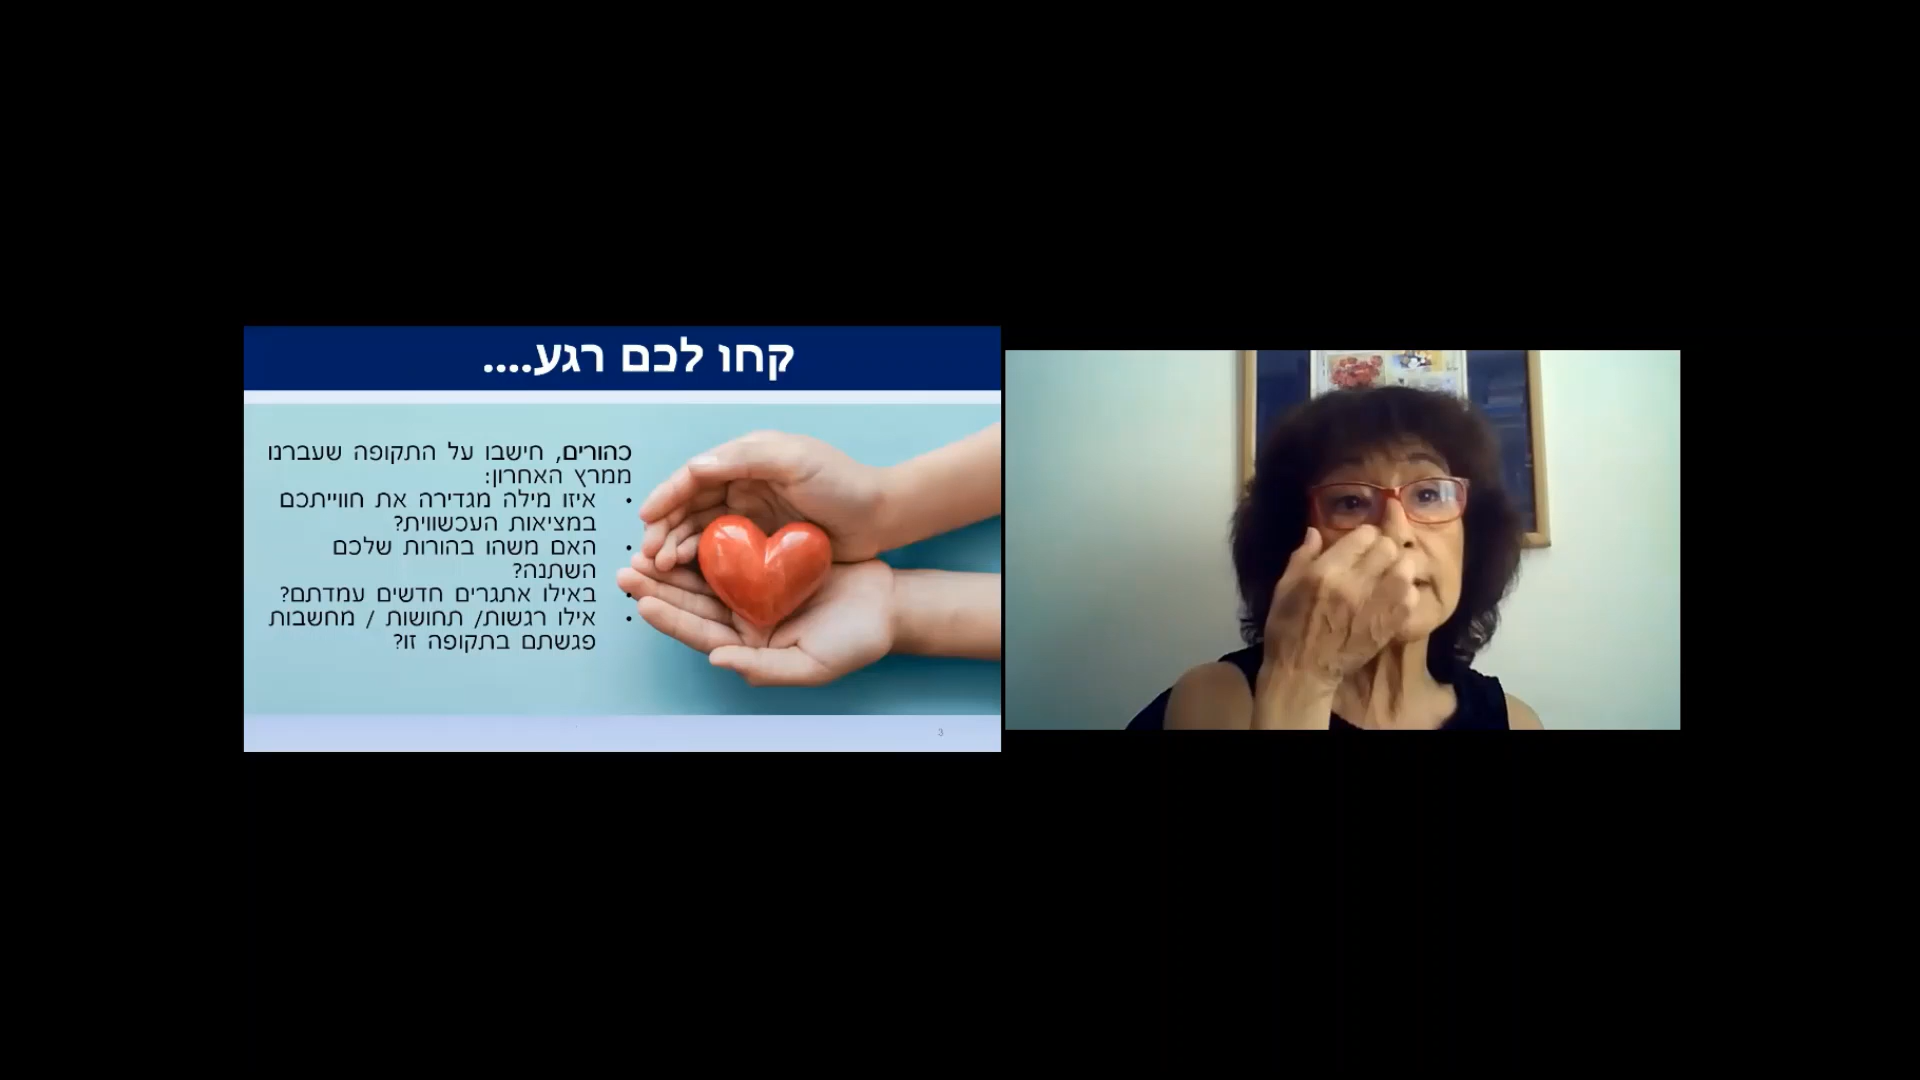 קחו לכם רגע....
כהורים, חישבו על התקופה שעברנו
ממרץ האחרון:
• איזו מילה מגדירה את חווייתכם
במציאות העכשווית?
• האם משהו בהורות שלכם
השתנה?
• באילו אתגרים חדשים עמדתם?
• אילו רגשות/ תחושות / מחשבות
פגשתם בתקופה זו?
3